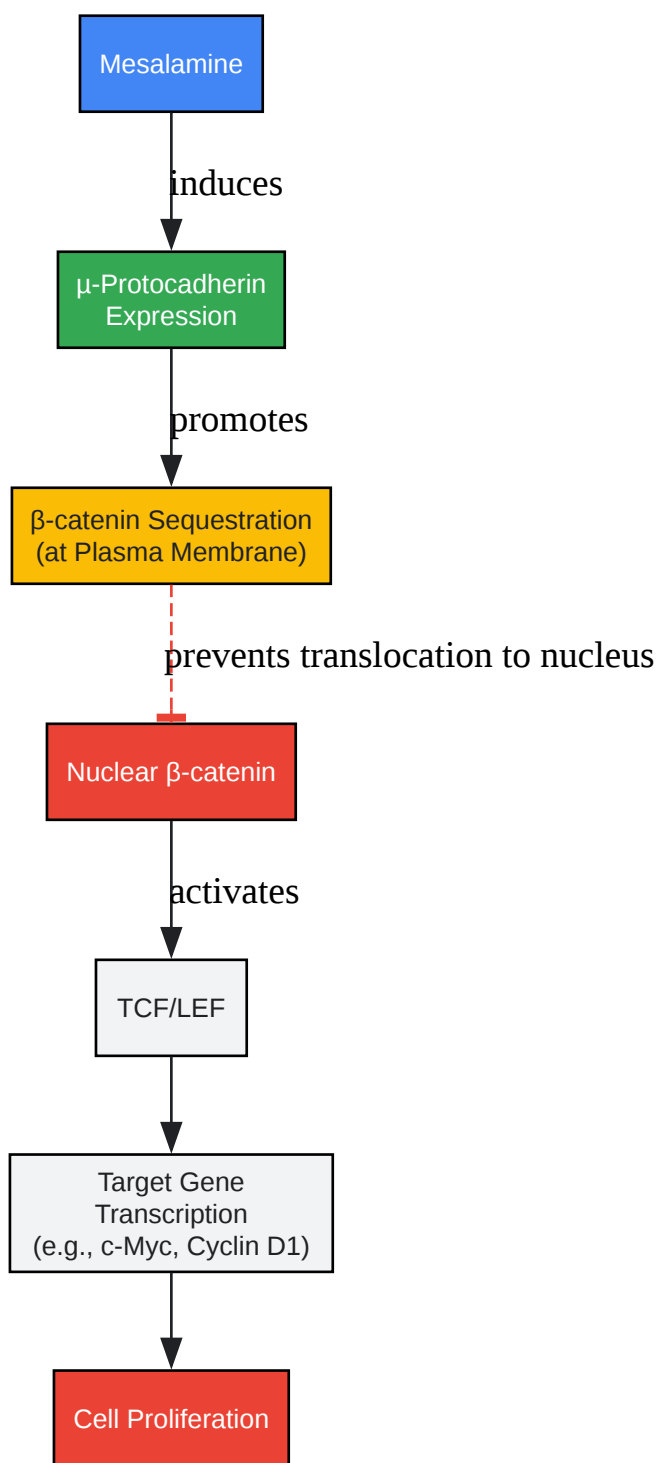 Mesalamine
induces
µ-Protocadherin
Expression
promotes
β-catenin Sequestration
(at Plasma Membrane)
prevents translocation to nucleus
Nuclear β-catenin
activates
TCF/LEF
Target Gene
Transcription
(e.g., c-Myc, Cyclin D1)
Cell Proliferation